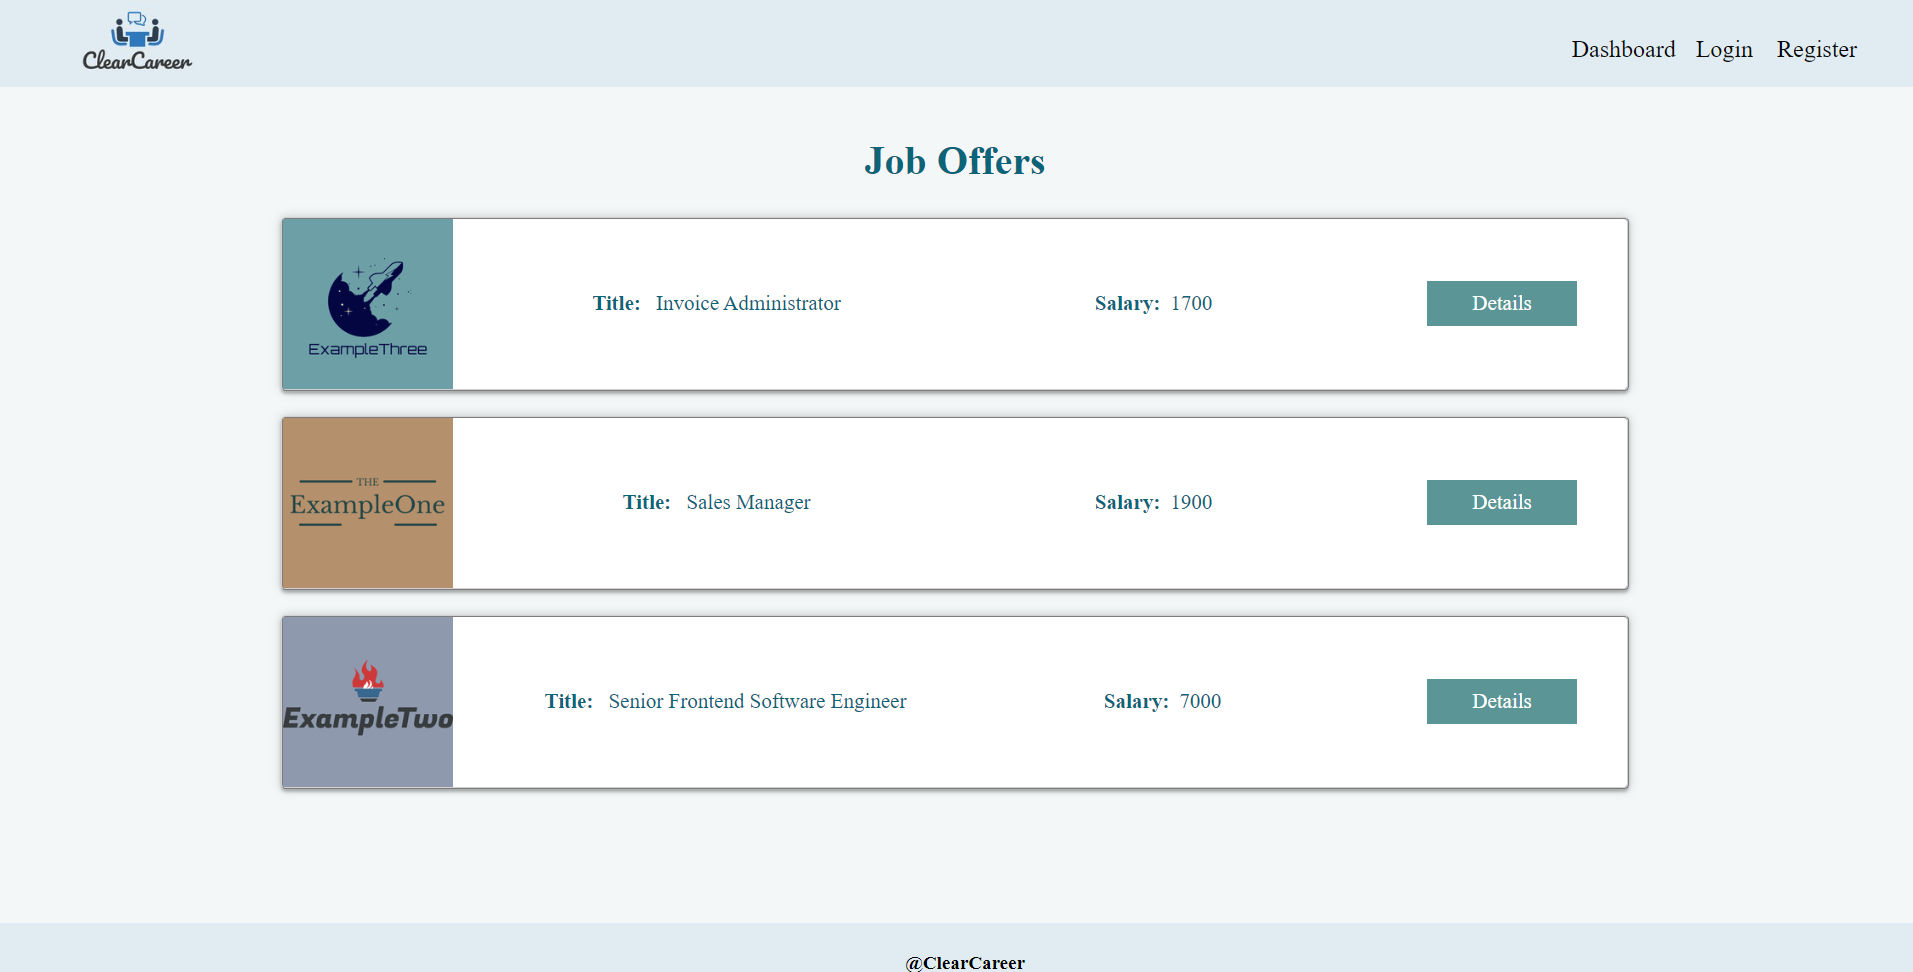 ClearCareer
Dashboard Login Register
Job Offers
ExampleThree
Title: Invoice Administrator
Salary: 1700
Details
THE
ExampleOne
Title: Sales Manager
Salary: 1900
Details
ExampleTwo
Title: Senior Frontend Software Engineer
Salary: 7000
Details
@ClearCareer